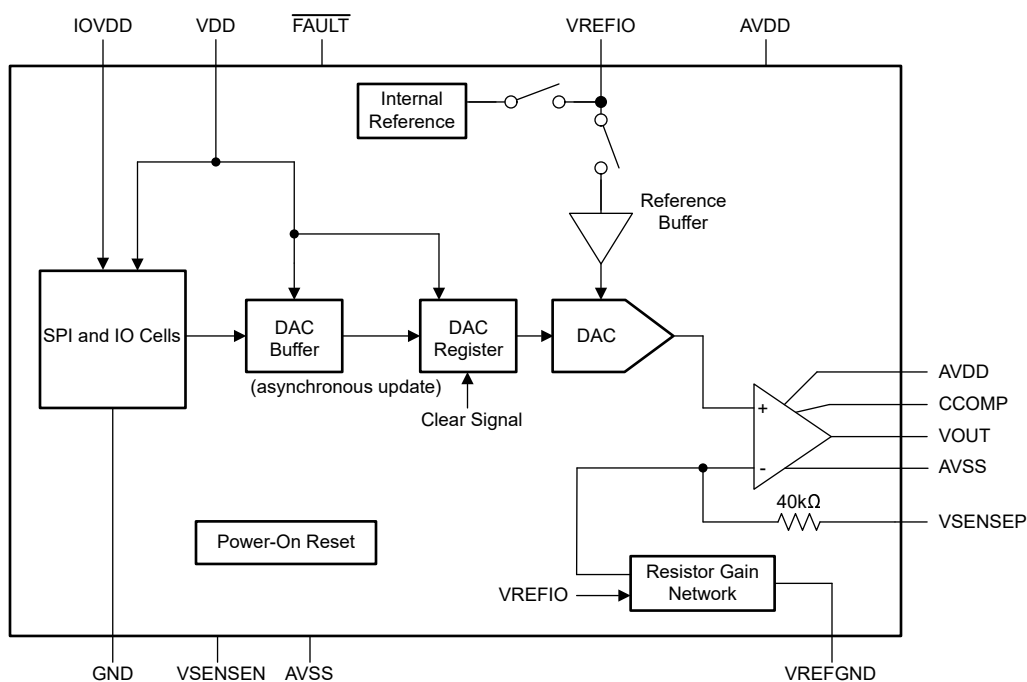 IOVDD
VDD
FAULT
VREFIO
AVDD
Internal
Reference
Reference
Buffer
SPI and IO Cells
DAC
Buffer
(asynchronous update)
DAC
Register
Clear Signal
DAC
+
-
AVDD
CCOMP
VOUT
AVSS
40kΩ
VSENSEP
Power-On Reset
VREFIO
Resistor Gain
Network
GND
VSENSEN
AVSS
VREFGND